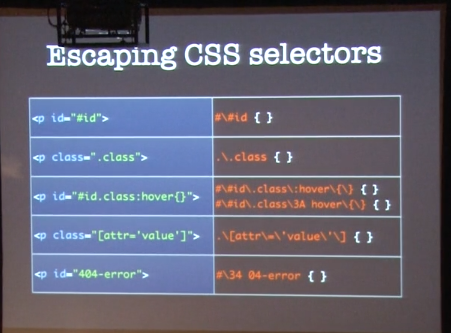 Escaping CSS selectors
<p id="#id">
#\#id { }
<p class=".class">
.\.class { }
<p id="#id.class:hover{}">
#\#id\.class\:hover\{\} { }
#\#id\.class\3A hover\{\} { }
<p class="[attr='value']">
.\[attr\=\'value\'\] { }
<p id="404-error">
#\34 04-error { }